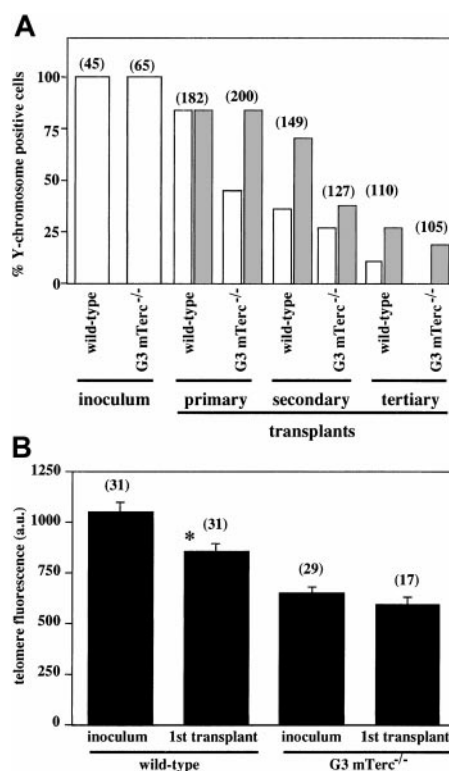 A
% Y-chromosome positive cells
100
75
50
25
0
(45)
(65)
(182)
(200)
(149)
(127)
(110)
(105)
wild-type
G3 mTerc-/-
wild-type
G3 mTerc-/-
wild-type
G3 mTerc-/-
wild-type
G3 mTerc-/-
inoculum
primary
secondary
tertiary
transplants
B
telomere fluorescence (a.u.)
1250
1000
750
500
250
0
(31)
*
(31)
(29)
(17)
inoculum
1st transplant
inoculum
1st transplant
wild-type
G3 mTerc-/-